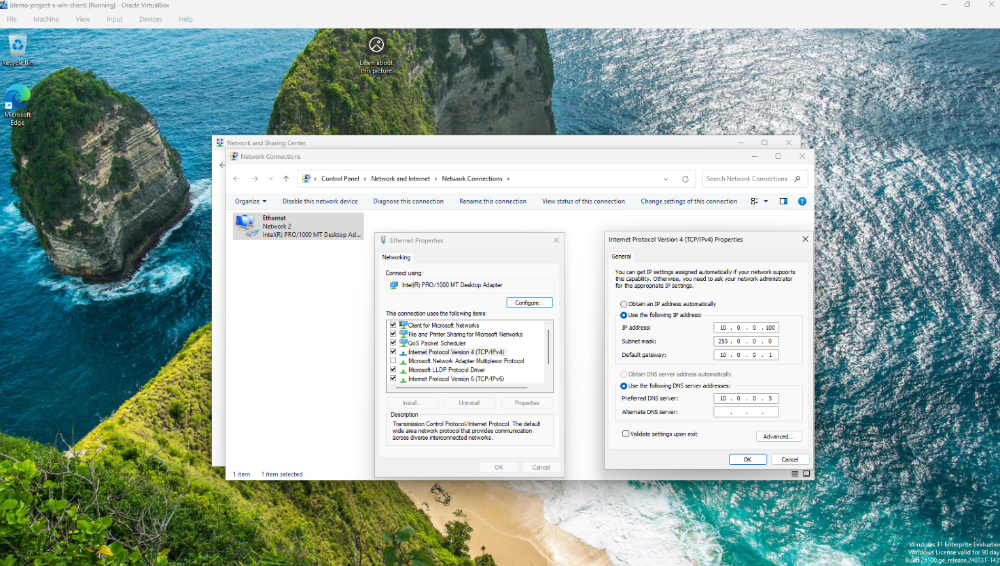 [demo-project-x-win-client] [Running] - Oracle VirtualBox
File Machine View Input Devices Help
Recycle Bin
Learn about
this picture
Microsoft
Edge
Network and Sharing Center
Network Connections
Control Panel > Network and Internet > Network Connections >
Search Network Connections
Organize Disable this network device Diagnose this connection Rename this connection View status of this connection Change settings of this connection
Ethernet
Network 2
Intel(R) PRO/1000 MT Desktop Ad...
Ethernet Properties
Networking
Connect using:
Intel(R) PRO/1000 MT Desktop Adapter
Configure...
This connection uses the following items:
Client for Microsoft Networks
File and Printer Sharing for Microsoft Networks
QoS Packet Scheduler
Internet Protocol Version 4 (TCP/IPv4)
Microsoft Network Adapter Multiplexor Protocol
Microsoft LLDP Protocol Driver
Internet Protocol Version 6 (TCP/IPv6)
Install... Uninstall Properties
Description
Transmission Control Protocol/Internet Protocol. The default
wide area network protocol that provides communication
across diverse interconnected networks.
OK Cancel
Internet Protocol Version 4 (TCP/IPv4) Properties
General
You can get IP settings assigned automatically if your network supports
this capability. Otherwise, you need to ask your network administrator
for the appropriate IP settings.
Obtain an IP address automatically
Use the following IP address:
IP address: 10 . 0 . 0 . 100
Subnet mask: 255 . 0 . 0 . 0
Default gateway: 10 . 0 . 0 . 1
Obtain DNS server address automatically
Use the following DNS server addresses:
Preferred DNS server: 10 . 0 . 0 . 5
Alternate DNS server: . . .
Validate settings upon exit
Advanced...
OK Cancel
1 item 1 item selected
Windows 11 Enterprise Evaluation
Windows License valid for 90 day
Build 26100.ge_release.240331-143